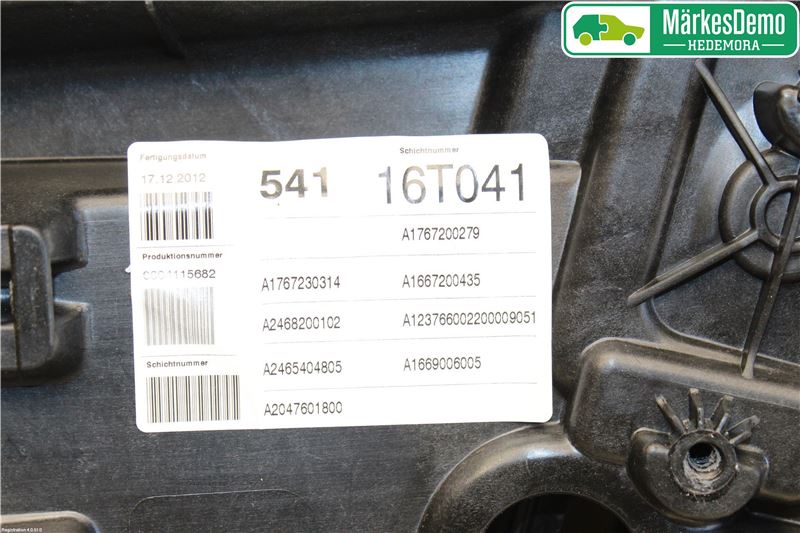 MärkesDemo
HEDEMORA
Fertigungsdatum
17.12.2012
541
Schichtnummer
16T041
A1767200279
Produktionsnummer
A1767230314
A1667200435
A2468200102
A123766002200009051
Schichtnummer
A2465404805
A1669006005
A2047601800